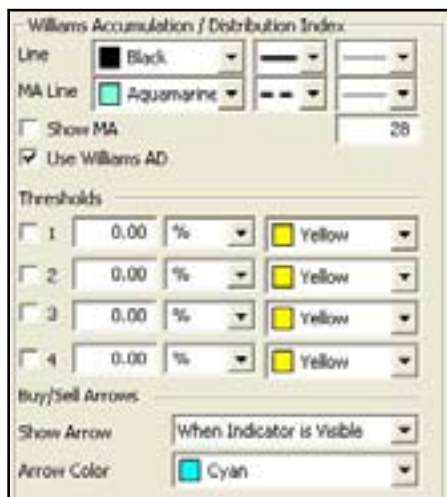 Williams Accumulation / Distribution Index
Line Black
MA Line Aquamarine
Show MA 28
Use Williams AD
Thresholds
1 0.00 % Yellow
2 0.00 % Yellow
3 0.00 % Yellow
4 0.00 % Yellow
Buy/Sell Arrows
Show Arrow When Indicator is Visible
Arrow Color Cyan